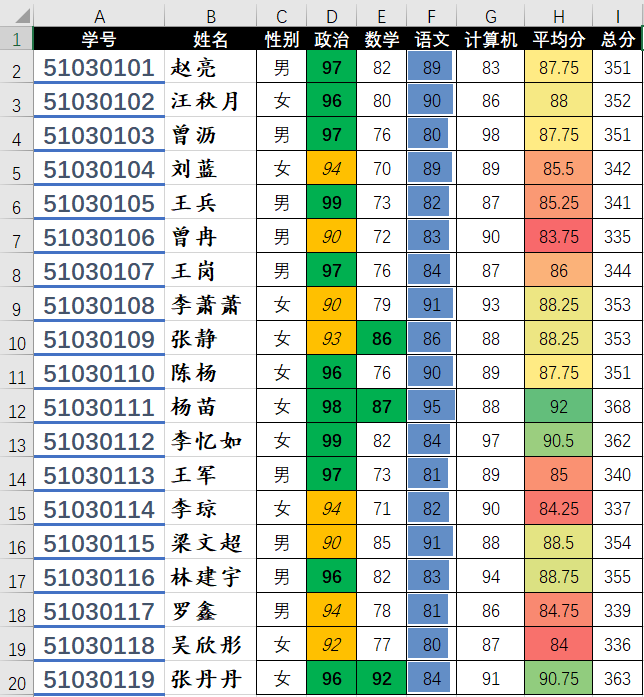 A B C D E F G H I
1 学号 姓名 性别 政治 数学 语文 计算机 平均分 总分
2 51030101 赵亮 男 97 82 89 83 87.75 351
3 51030102 汪秋月 女 96 80 90 86 88 352
4 51030103 曾沥 男 97 76 80 98 87.75 351
5 51030104 刘蓝 女 94 70 89 89 85.5 342
6 51030105 王兵 男 99 73 82 87 85.25 341
7 51030106 曾冉 男 90 72 83 90 83.75 335
8 51030107 王岗 男 97 76 84 87 86 344
9 51030108 李萧萧 女 90 79 91 93 88.25 353
10 51030109 张静 女 93 86 86 88 88.25 353
11 51030110 陈杨 女 96 76 90 89 87.75 351
12 51030111 杨苗 女 98 87 95 88 92 368
13 51030112 李忆如 女 99 82 84 97 90.5 362
14 51030113 王军 男 97 73 81 89 85 340
15 51030114 李琼 女 94 71 82 90 84.25 337
16 51030115 梁文超 男 90 85 91 88 88.5 354
17 51030116 林建宇 男 96 82 83 94 88.75 355
18 51030117 罗鑫 男 94 78 81 86 84.75 339
19 51030118 吴欣彤 女 92 77 80 87 84 336
20 51030119 张丹丹 女 96 92 84 91 90.75 363